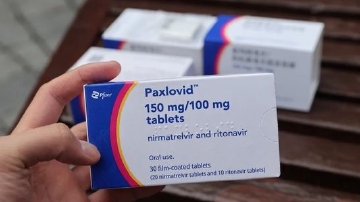 Pfizer
Paxlovid™
150 mg/100 mg
tablets
nirmatrelvir and ritonavir
Oral use.
30 film-coated tablets
(20 nirmatrelvir tablets and 10 ritonavir tablets)